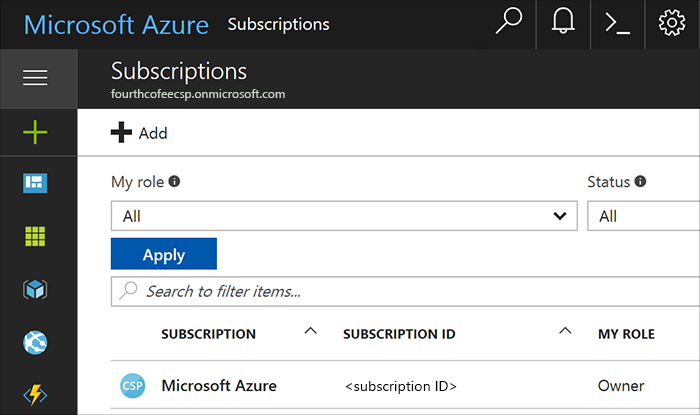 Microsoft Azure Subscriptions
Subscriptions
fourthcofeecsp.onmicrosoft.com
Add
My role Status
All All
Apply
Search to filter items...
SUBSCRIPTION SUBSCRIPTION ID MY ROLE
CSP Microsoft Azure <subscription ID> Owner